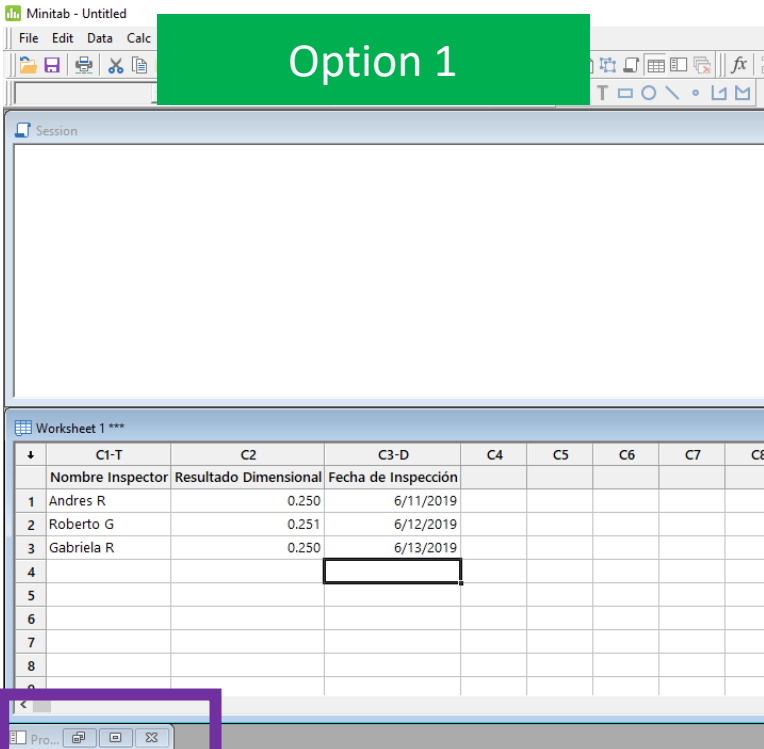 Minitab - Untitled
File Edit Data Calc
Option 1
fx
T
Session
Worksheet 1 ***
C1-T C2 C3-D C4 C5 C6 C7 C8
Nombre Inspector Resultado Dimensional Fecha de Inspección
1 Andres R 0.250 6/11/2019
2 Roberto G 0.251 6/12/2019
3 Gabriela R 0.250 6/13/2019
4
5
6
7
8
9
Pro...